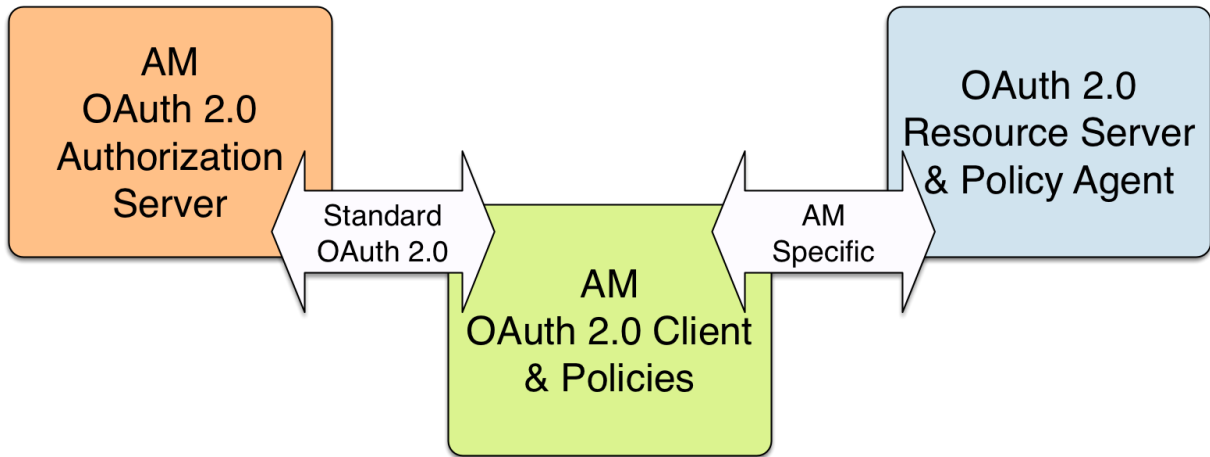 AM
OAuth 2.0
Authorization
Server
Standard
OAuth 2.0
AM
OAuth 2.0 Client
& Policies
AM
Specific
OAuth 2.0
Resource Server
& Policy Agent